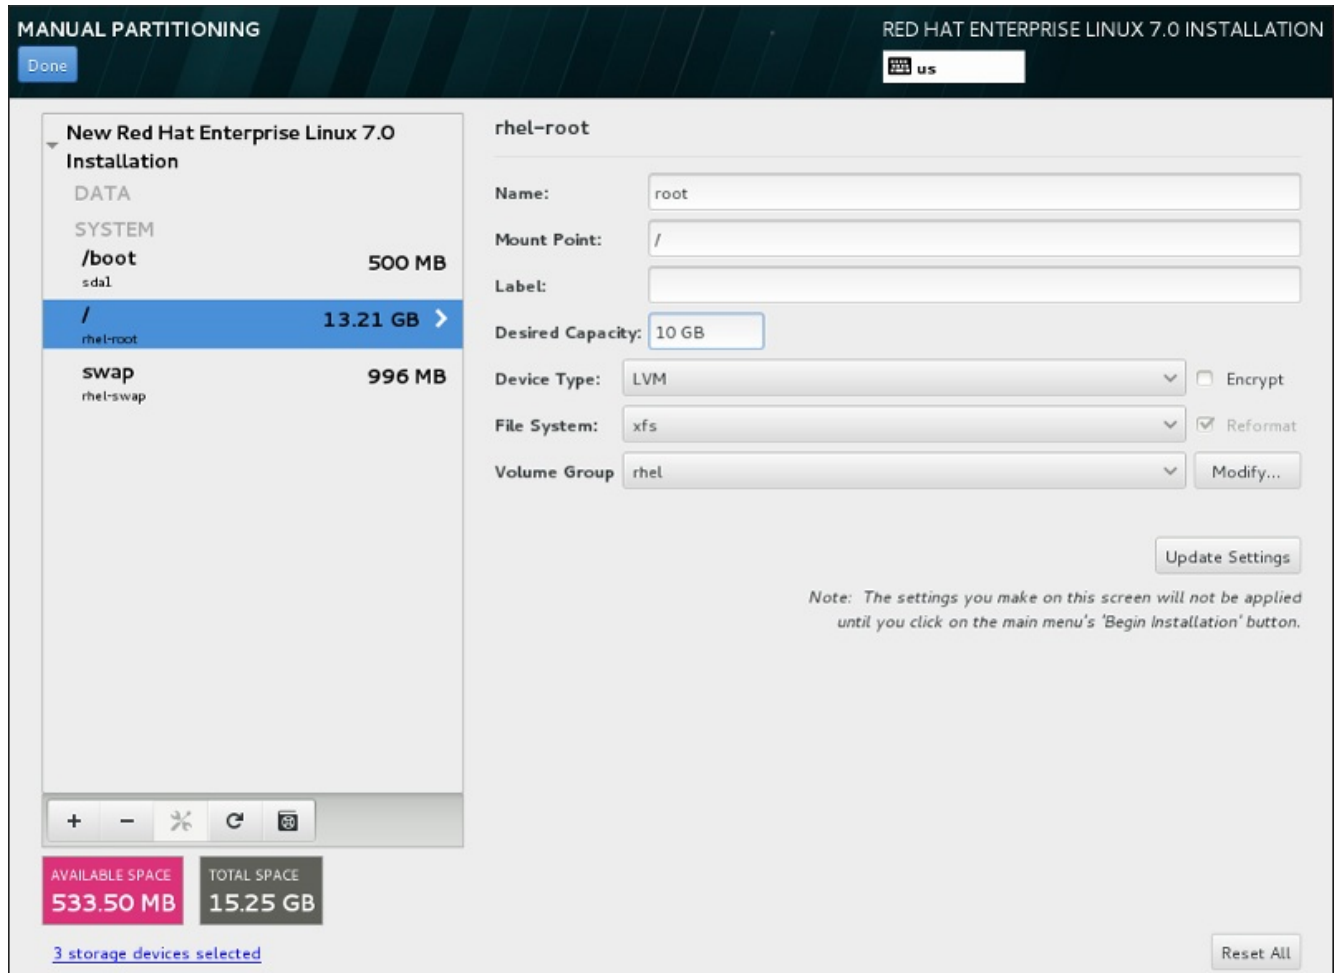 MANUAL PARTITIONING
Done
RED HAT ENTERPRISE LINUX 7.0 INSTALLATION
us
New Red Hat Enterprise Linux 7.0
Installation
DATA
SYSTEM
/boot
500 MB
sda1
/
13.21 GB
rhel-root
swap
996 MB
rhel-swap
+ -
AVAILABLE SPACE
533.50 MB
TOTAL SPACE
15.25 GB
3 storage devices selected
rhel-root
Name: root
Mount Point: /
Label:
Desired Capacity: 10 GB
Device Type: LVM Encrypt
File System: xfs Reformat
Volume Group rhel Modify...
Update Settings
Note: The settings you make on this screen will not be applied
until you click on the main menu's 'Begin Installation' button.
Reset All